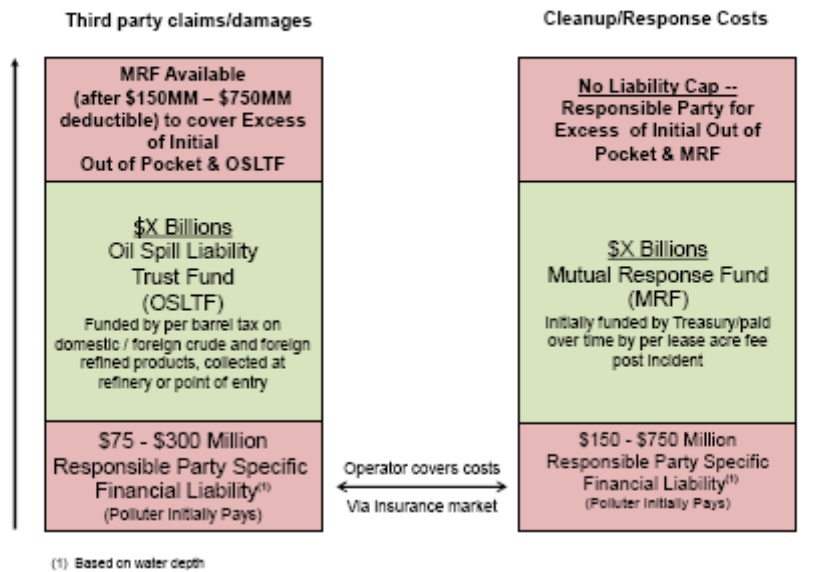 Third party claims/damages
MRF Available
(after $150MM – $750MM
deductible) to cover Excess
of Initial
Out of Pocket & OSLTF
$X Billions
Oil Spill Liability
Trust Fund
(OSLTF)
Funded by per barrel tax on
domestic / foreign crude and foreign
refined products, collected at
refinery or point of entry
$75 - $300 Million
Responsible Party Specific
Financial Liability(1)
(Polluter Initially Pays)
Operator covers costs
Via Insurance market
Cleanup/Response Costs
No Liability Cap --
Responsible Party for
Excess of Initial Out of
Pocket & MRF
$X Billions
Mutual Response Fund
(MRF)
Initially funded by Treasury/paid
over time by per lease acre fee
post incident
$150 - $750 Million
Responsible Party Specific
Financial Liability(1)
(Polluter Initially Pays)
(1) Based on water depth